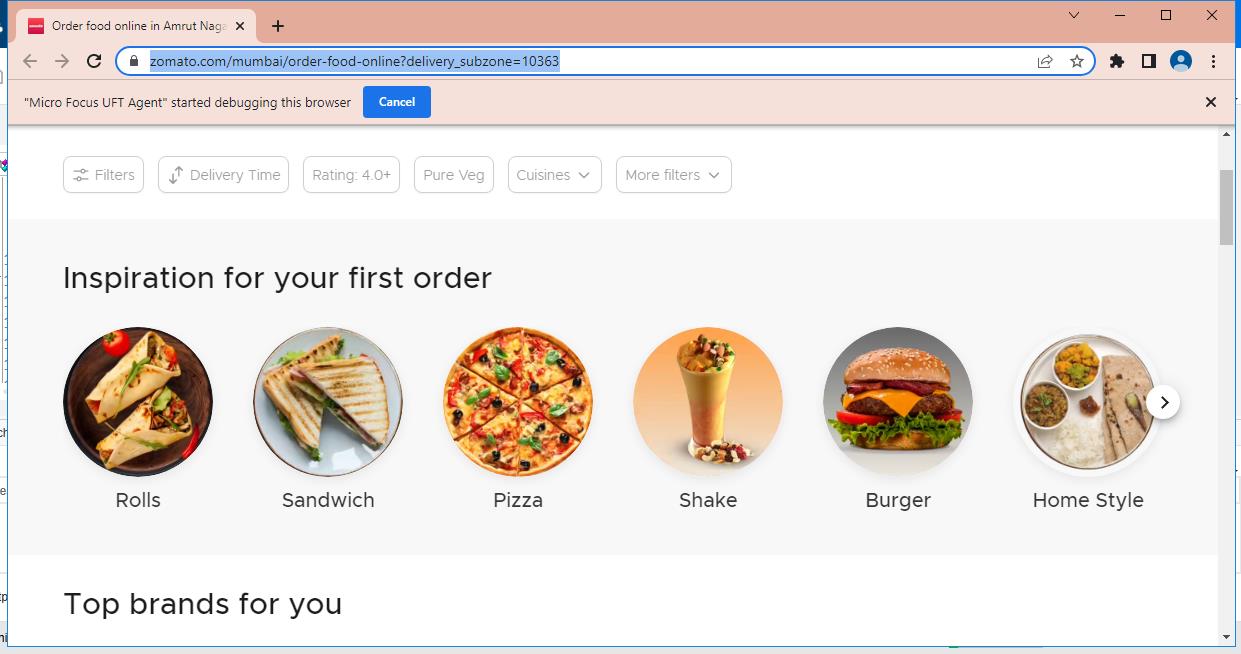 Order food online in Amrut Naga
zomato.com/mumbai/order-food-online?delivery_subzone=10363
"Micro Focus UFT Agent" started debugging this browser Cancel
Filters Delivery Time Rating: 4.0+ Pure Veg Cuisines More filters
Inspiration for your first order
Rolls Sandwich Pizza Shake Burger Home Style
Top brands for you